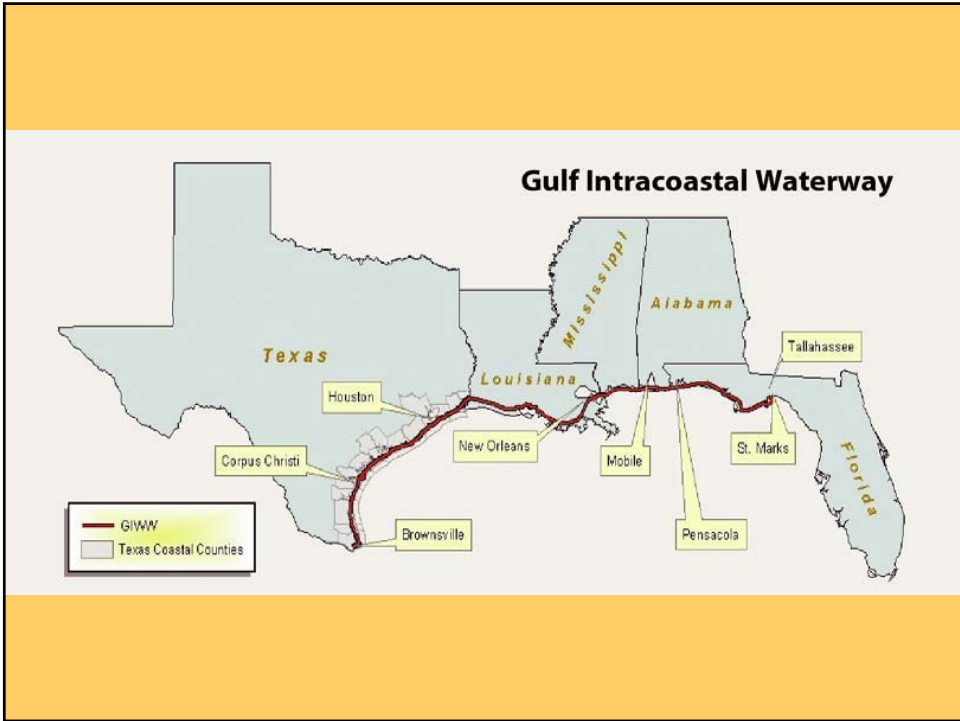 Gulf Intracoastal Waterway
Mississippi
Alabama
Tallahassee
Texas
Louisiana
Houston
New Orleans
Mobile
St. Marks
Florida
Corpus Christi
Brownsville
Pensacola
GIWW
Texas Coastal Counties